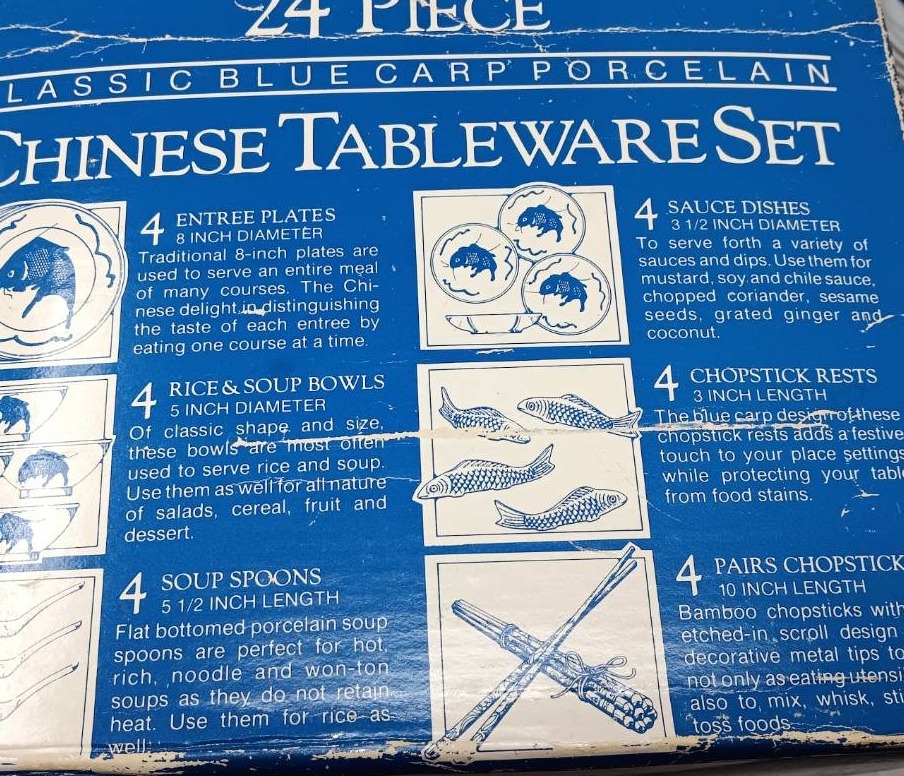 24 PIECE
LASSIC BLUE CARP PORCELAIN
CHINESE TABLEWARE SET
4 ENTREE PLATES
8 INCH DIAMETER
Traditional 8-inch plates are
used to serve an entire meal
of many courses. The Chi-
nese delight in distinguishing
the taste of each entree by
eating one course at a time.
4 RICE & SOUP BOWLS
5 INCH DIAMETER
Of classic shape and size,
these bowls are most often
used to serve rice and soup.
Use them as well for all nature
of salads, cereal, fruit and
dessert.
4 SOUP SPOONS
5 1/2 INCH LENGTH
Flat bottomed porcelain soup
spoons are perfect for hot,
rich, noodle and won-ton
soups as they do not retain
heat. Use them for rice as
well.
4 SAUCE DISHES
3 1/2 INCH DIAMETER
To serve forth a variety of
sauces and dips. Use them for
mustard, soy and chile sauce,
chopped coriander, sesame
seeds, grated ginger and
coconut.
4 CHOPSTICK RESTS
3 INCH LENGTH
The blue carp design of these
chopstick rests adds a festive
touch to your place settings
while protecting your tabl
from food stains.
4 PAIRS CHOPSTICK
10 INCH LENGTH
Bamboo chopsticks with
etched-in scroll design
decorative metal tips to
not only as eating utensi
also to mix, whisk, sti
toss foods